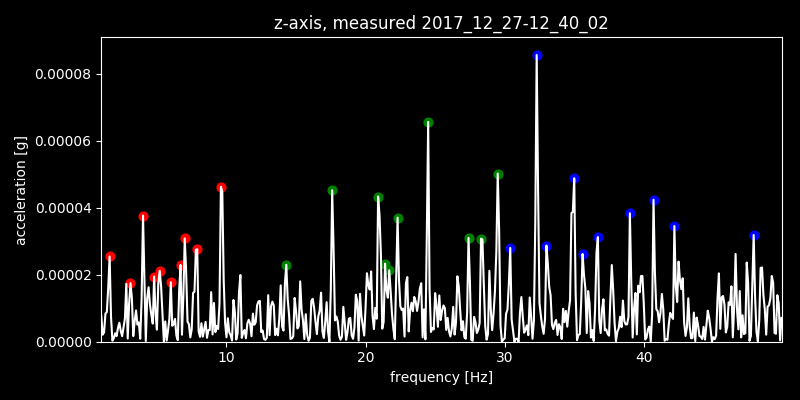 z-axis, measured 2017_12_27-12_40_02
0.00008
0.00006
0.00004
0.00002
0.00000
acceleration [g]
10 20 30 40
frequency [Hz]